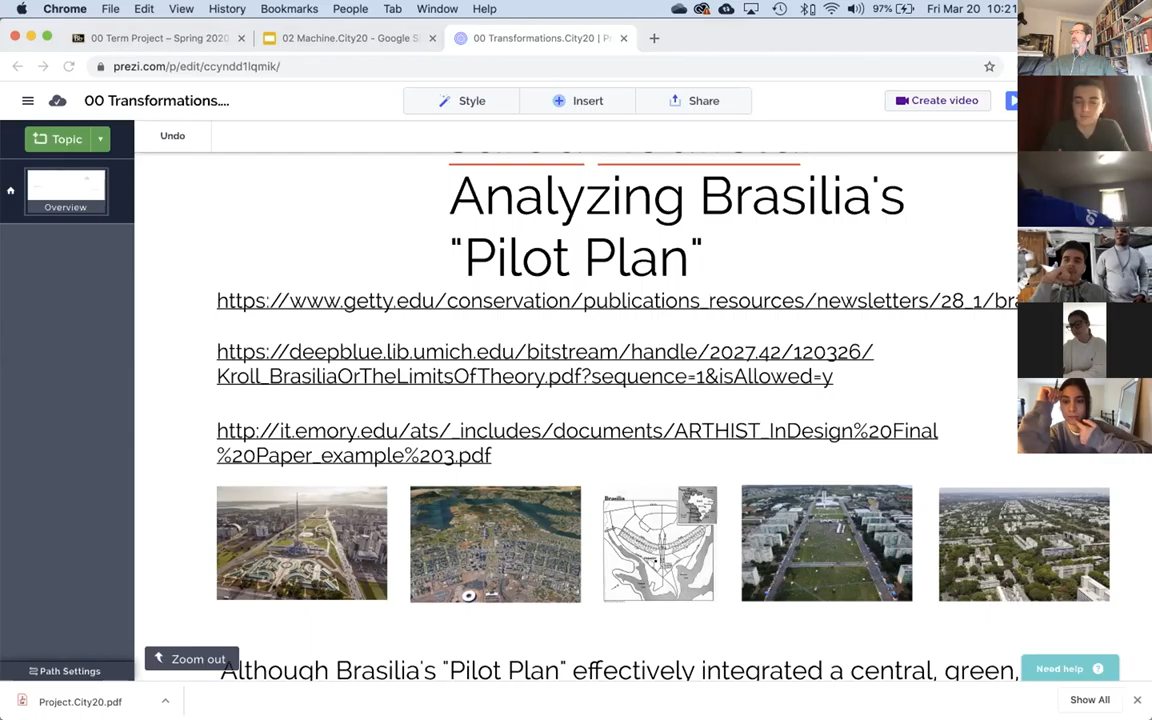 Chrome File Edit View History Bookmarks People Tab Window Help 97% Fri Mar 20 10:21
00 Term Project – Spring 2020 02 Machine.City20 - Google S 00 Transformations.City20 | P
prezi.com/p/edit/ccyndd1lqmik/
00 Transformations.... Style Insert Share Create video
Topic Undo
Overview
Analyzing Brasilia's
"Pilot Plan"
https://www.getty.edu/conservation/publications_resources/newsletters/28_1/bra
https://deepblue.lib.umich.edu/bitstream/handle/2027.42/120326/
Kroll_BrasiliaOrTheLimitsOfTheory.pdf?sequence=1&isAllowed=y
http://it.emory.edu/ats/_includes/documents/ARTHIST_InDesign%20Final
%20Paper_example%203.pdf
Brasilia
Zoom out
Although Brasilia's "Pilot Plan" effectively integrated a central, green,
Path Settings
Need help ?
Project.City20.pdf
Show All